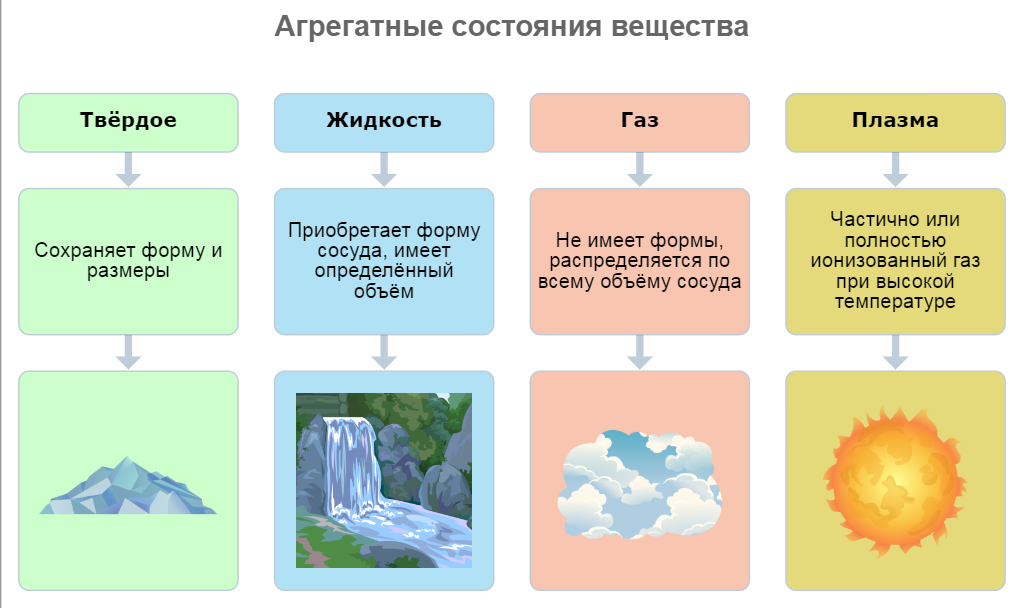 Агрегатные состояния вещества
Твёрдое
Жидкость
Газ
Плазма
Сохраняет форму и
размеры
Приобретает форму
сосуда, имеет
определённый
объём
Не имеет формы,
распределяется по
всему объёму сосуда
Частично или
полностью
ионизованный газ
при высокой
температуре